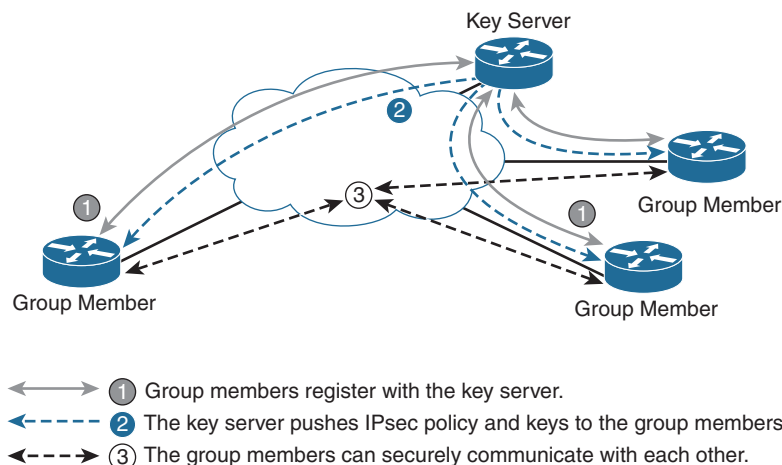 Key Server
2
1
3
Group Member
1
Group Member
Group Member
1 Group members register with the key server.
2 The key server pushes IPsec policy and keys to the group members
3 The group members can securely communicate with each other.